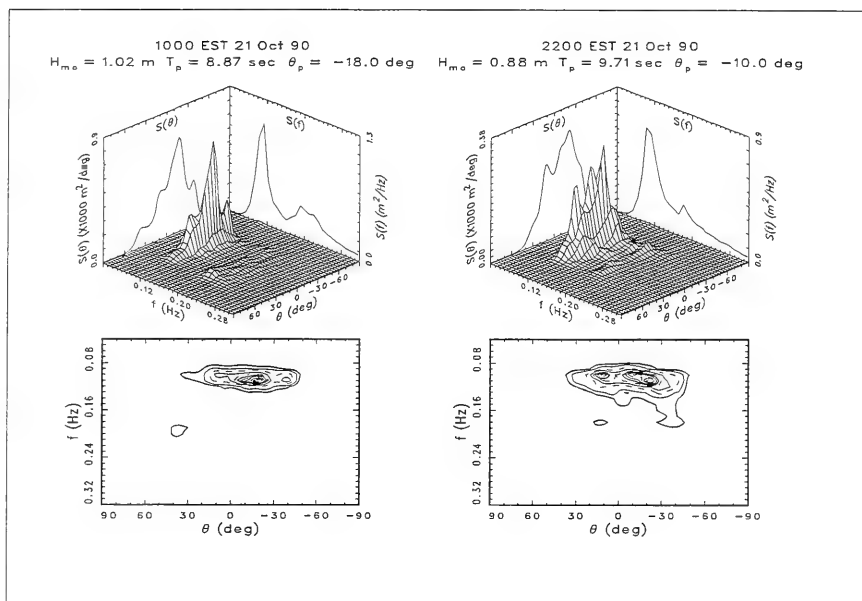 1000 EST 21 Oct 90
H_mo = 1.02 m T_p = 8.87 sec θ_p = −18.0 deg
S(θ)
S(f)
0.9
1.3
S(θ) (X1000 m²/deg)
S(f) (m²/Hz)
0.0
0.0
0.12
0.20
0.28
f (Hz)
60
30
0
−30
−60
θ (deg)
0.08
0.16
0.24
0.32
f (Hz)
90 60 30 0 −30 −60 −90
θ (deg)
2200 EST 21 Oct 90
H_mo = 0.88 m T_p = 9.71 sec θ_p = −10.0 deg
S(θ)
S(f)
0.38
0.9
S(θ) (X1000 m²/deg)
S(f) (m²/Hz)
0.00
0.0
0.12
0.20
0.28
f (Hz)
60
30
0
−30
−60
θ (deg)
0.08
0.16
0.24
0.32
f (Hz)
90 60 30 0 −30 −60 −90
θ (deg)